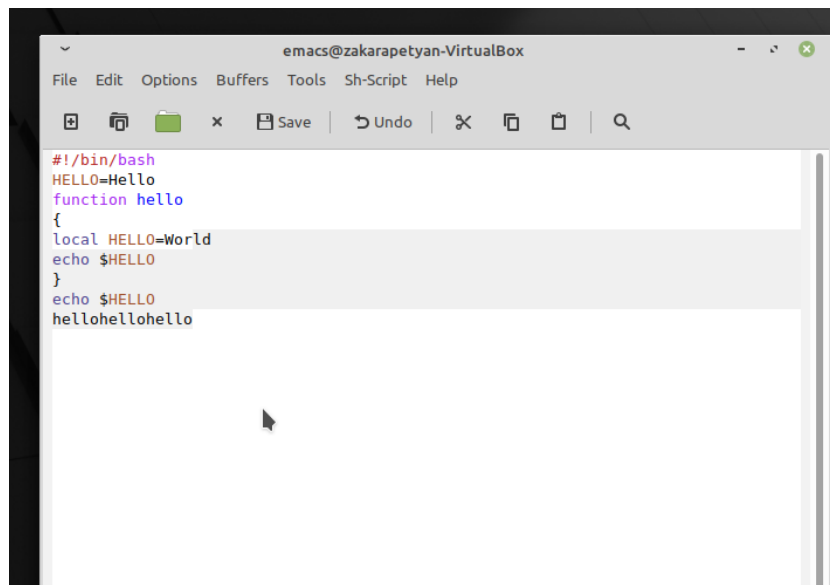 emacs@zakarapetyan-VirtualBox
File Edit Options Buffers Tools Sh-Script Help
Save Undo
#!/bin/bash
HELLO=Hello
function hello
{
local HELLO=World
echo $HELLO
}
echo $HELLO
hellohellohello